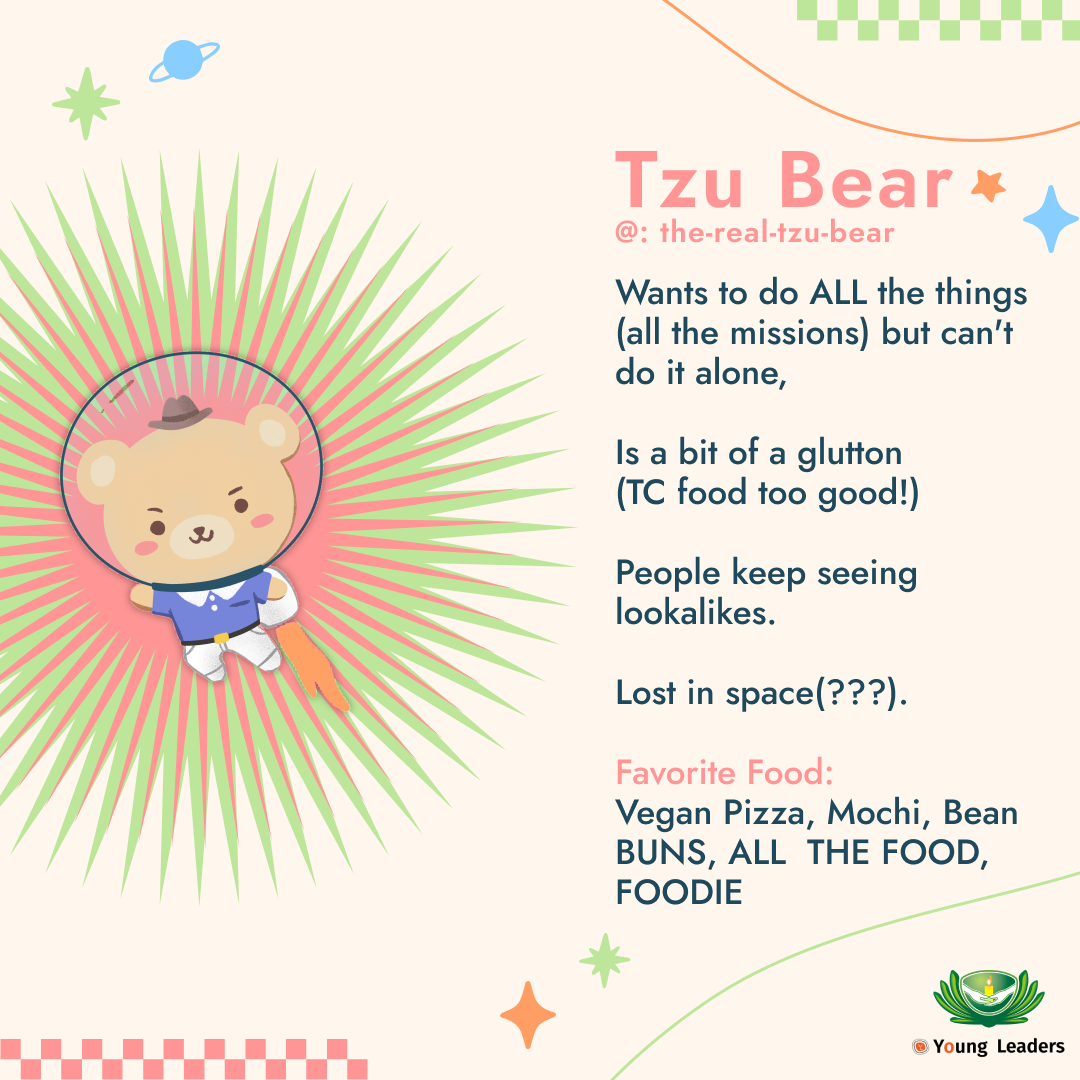 Tzu Bear
@: the-real-tzu-bear
Wants to do ALL the things
(all the missions) but can't
do it alone,
Is a bit of a glutton
(TC food too good!)
People keep seeing
lookalikes.
Lost in space(???).
Favorite Food:
Vegan Pizza, Mochi, Bean
BUNS, ALL THE FOOD,
FOODIE
Young Leaders